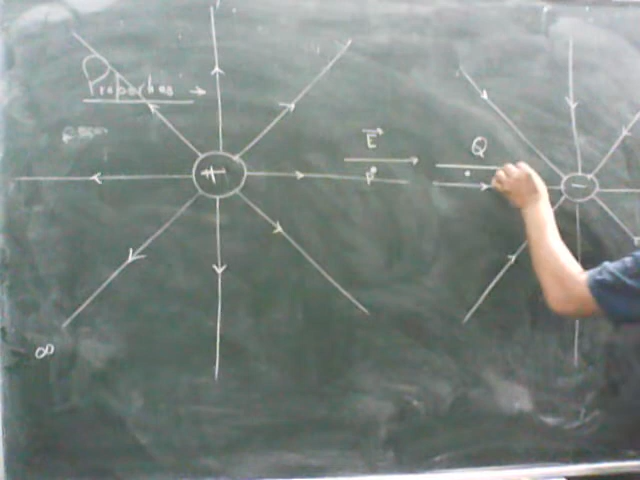 Properties →
+
E
P
Q
-
∞